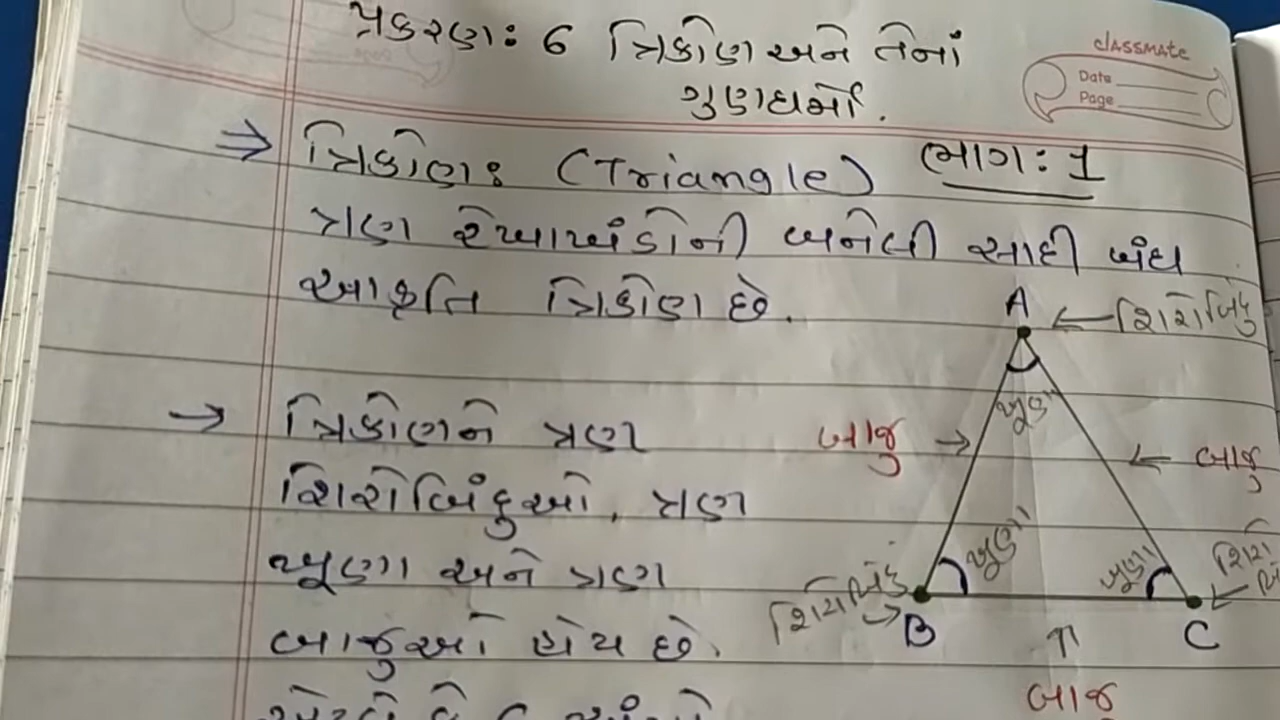 પ્રકરણ: 6 ત્રિકોણ અને તેનાં
ગુણધર્મો.
classmate
Date
Page
⇒ ત્રિકોણ: (Triangle) ભાગ: 1
ત્રણ રેખાખંડોની બનેલી સાદી બંધ
આકૃતિ ત્રિકોણ છે.
A ← શિરોબિંદુ
→ ત્રિકોણને ત્રણ
ખૂણો
બાજુ →
← બાજુ
શિરોબિંદુઓ, ત્રણ
ખૂણા અને ત્રણ
ખૂણો
ખૂણો
શિરોબિંદુ
બાજુઓ હોય છે.
B
C
બાજુ